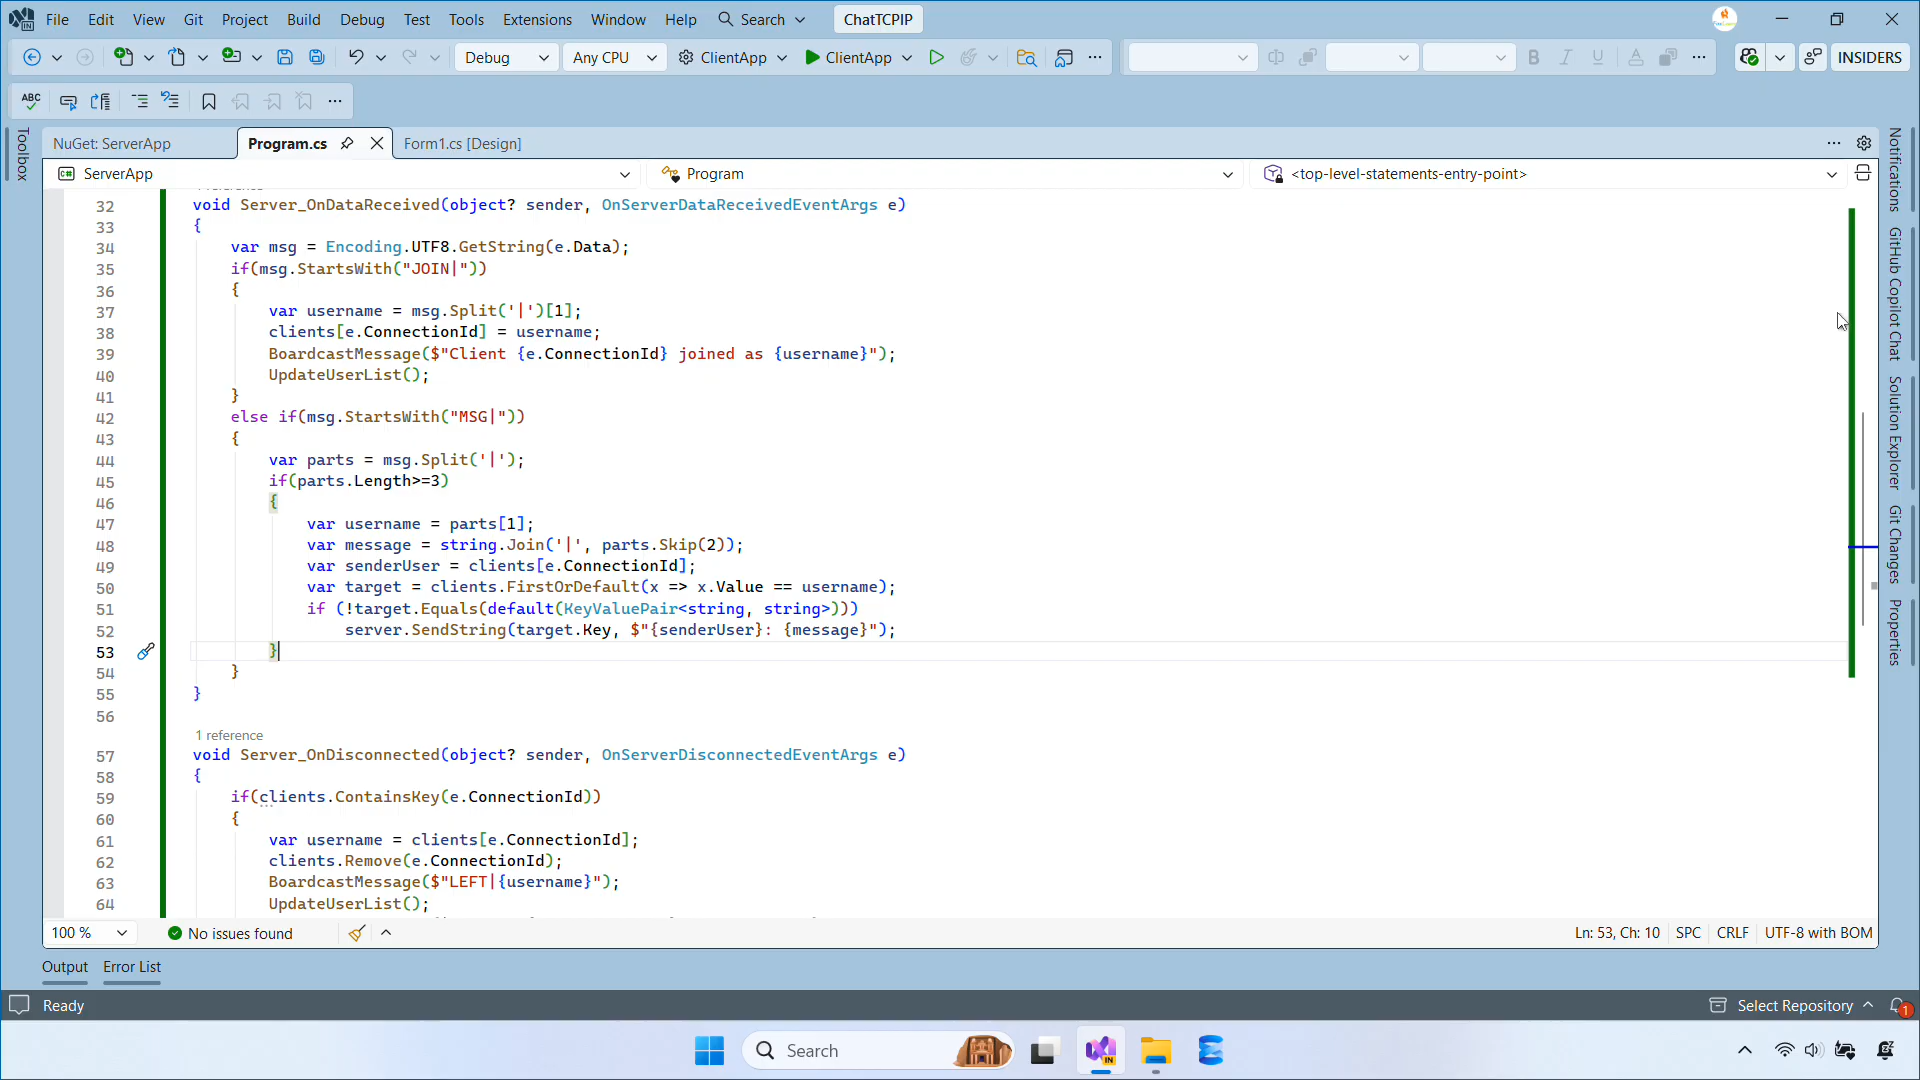 File Edit View Git Project Build Debug Test Tools Extensions Window Help Search ChatTCPIP
Debug Any CPU ClientApp ClientApp INSIDERS
ABC
NuGet: ServerApp Program.cs Form1.cs [Design]
C# ServerApp Program <top-level-statements-entry-point>
32 void Server_OnDataReceived(object? sender, OnServerDataReceivedEventArgs e)
33 {
34 var msg = Encoding.UTF8.GetString(e.Data);
35 if(msg.StartsWith("JOIN|"))
36 {
37 var username = msg.Split('|')[1];
38 clients[e.ConnectionId] = username;
39 BoardcastMessage($"Client {e.ConnectionId} joined as {username}");
40 UpdateUserList();
41 }
42 else if(msg.StartsWith("MSG|"))
43 {
44 var parts = msg.Split('|');
45 if(parts.Length>=3)
46 {
47 var username = parts[1];
48 var message = string.Join('|', parts.Skip(2));
49 var senderUser = clients[e.ConnectionId];
50 var target = clients.FirstOrDefault(x => x.Value == username);
51 if (!target.Equals(default(KeyValuePair<string, string>)))
52 server.SendString(target.Key, $"{senderUser}: {message}");
53 }
54 }
55 }
56
1 reference
57 void Server_OnDisconnected(object? sender, OnServerDisconnectedEventArgs e)
58 {
59 if(clients.ContainsKey(e.ConnectionId))
60 {
61 var username = clients[e.ConnectionId];
62 clients.Remove(e.ConnectionId);
63 BoardcastMessage($"LEFT|{username}");
64 UpdateUserList();
100 % No issues found Ln: 53, Ch: 10 SPC CRLF UTF-8 with BOM
Output Error List
Ready Select Repository 1
Search
Toolbox
Notifications
GitHub Copilot Chat
Solution Explorer
Git Changes
Properties